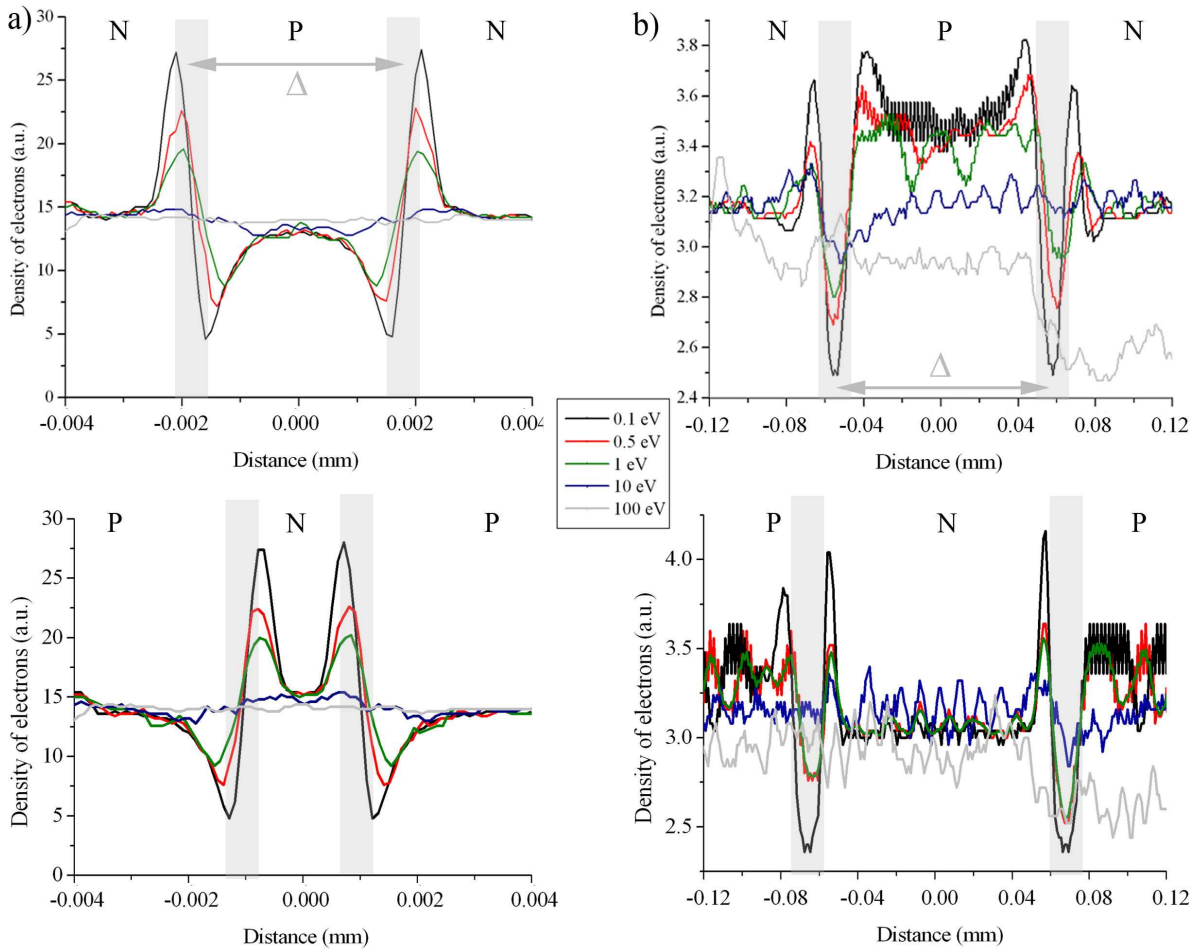 a)
N P N
Δ
Density of electrons (a.u.)
30
25
20
15
10
5
0
-0.004 -0.002 0.000 0.002 0.004
Distance (mm)
b)
N P N
Δ
Density of electrons (a.u.)
3.8
3.6
3.4
3.2
3.0
2.8
2.6
2.4
-0.12 -0.08 -0.04 0.00 0.04 0.08 0.12
Distance (mm)
0.1 eV
0.5 eV
1 eV
10 eV
100 eV
P N P
Density of electrons (a.u.)
30
25
20
15
10
5
0
-0.004 -0.002 0.000 0.002 0.004
Distance (mm)
P N P
Density of electrons (a.u.)
4.0
3.5
3.0
2.5
-0.12 -0.08 -0.04 0.00 0.04 0.08 0.12
Distance (mm)